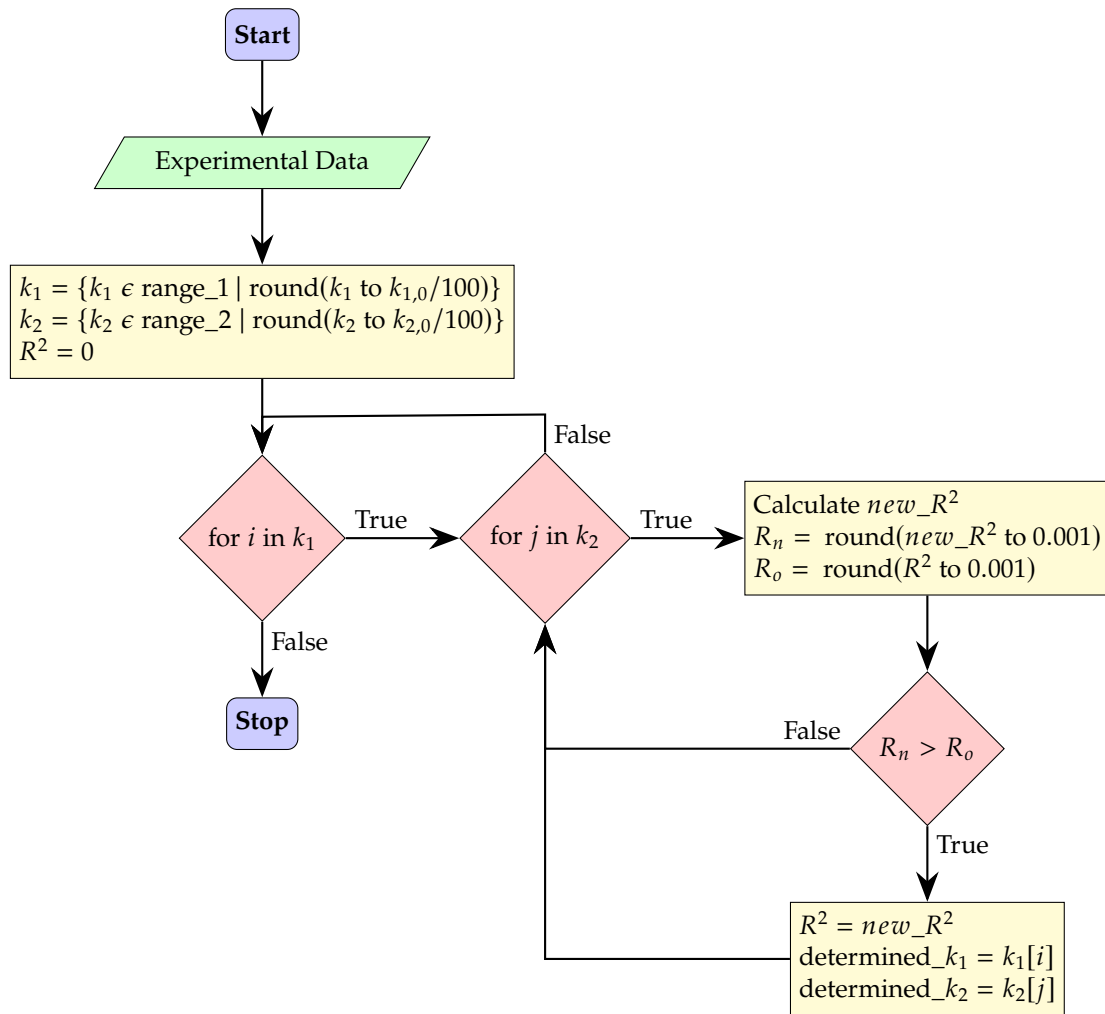 Start
Experimental Data
k₁ = {k₁ ϵ range_1 | round(k₁ to k₁,₀/100)}
k₂ = {k₂ ϵ range_2 | round(k₂ to k₂,₀/100)}
R² = 0
False
for i in k₁
True
for j in k₂
True
Calculate new_R²
Rₙ = round(new_R² to 0.001)
Rₒ = round(R² to 0.001)
False
Stop
False
Rₙ > Rₒ
True
R² = new_R²
determined_k₁ = k₁[i]
determined_k₂ = k₂[j]